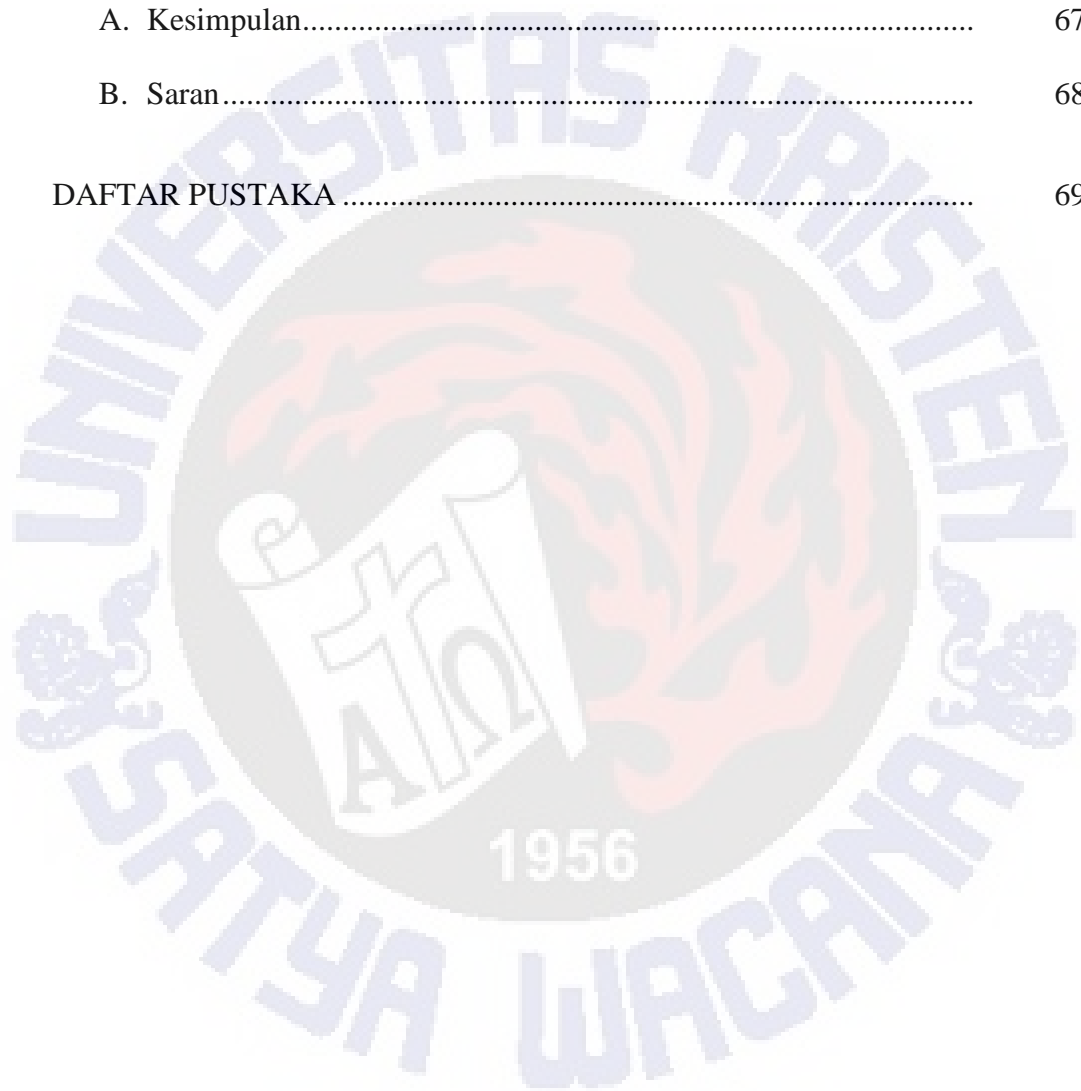 A. Kesimpulan.................................................................................... 67
B. Saran.............................................................................................. 68
DAFTAR PUSTAKA ............................................................................... 69
UNIVERSITAS KRISTEN
Α Ω
1956
SATYA WACANA